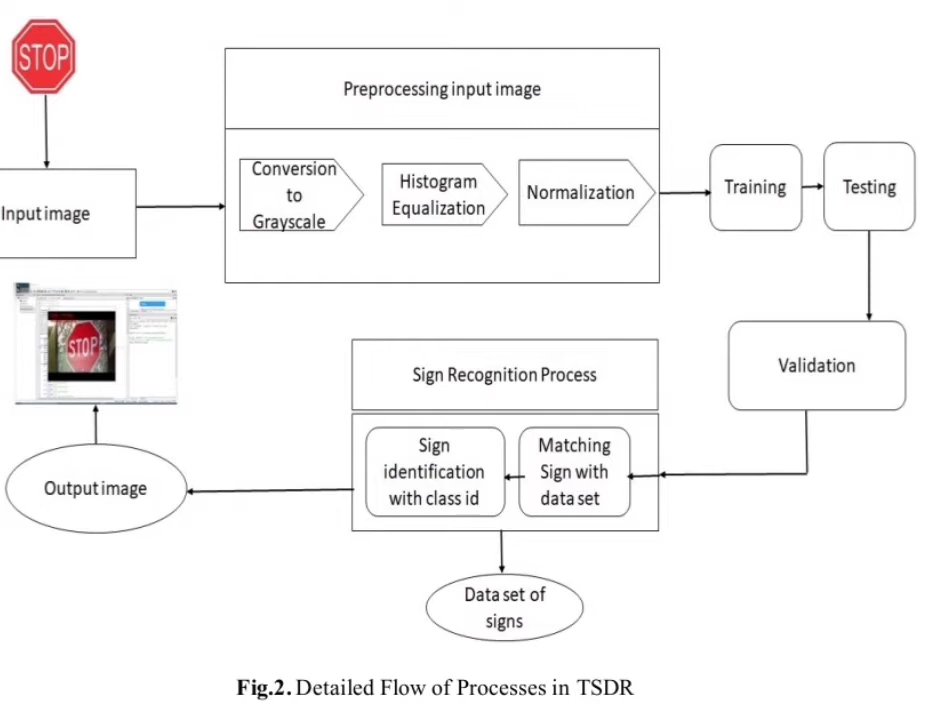 STOP
Preprocessing input image
Conversion
to
Grayscale
Histogram
Equalization
Normalization
Training
Testing
Input image
Validation
STOP
Sign Recognition Process
Sign
identification
with class id
Matching
Sign with
data set
Output image
Data set of
signs
Fig.2. Detailed Flow of Processes in TSDR